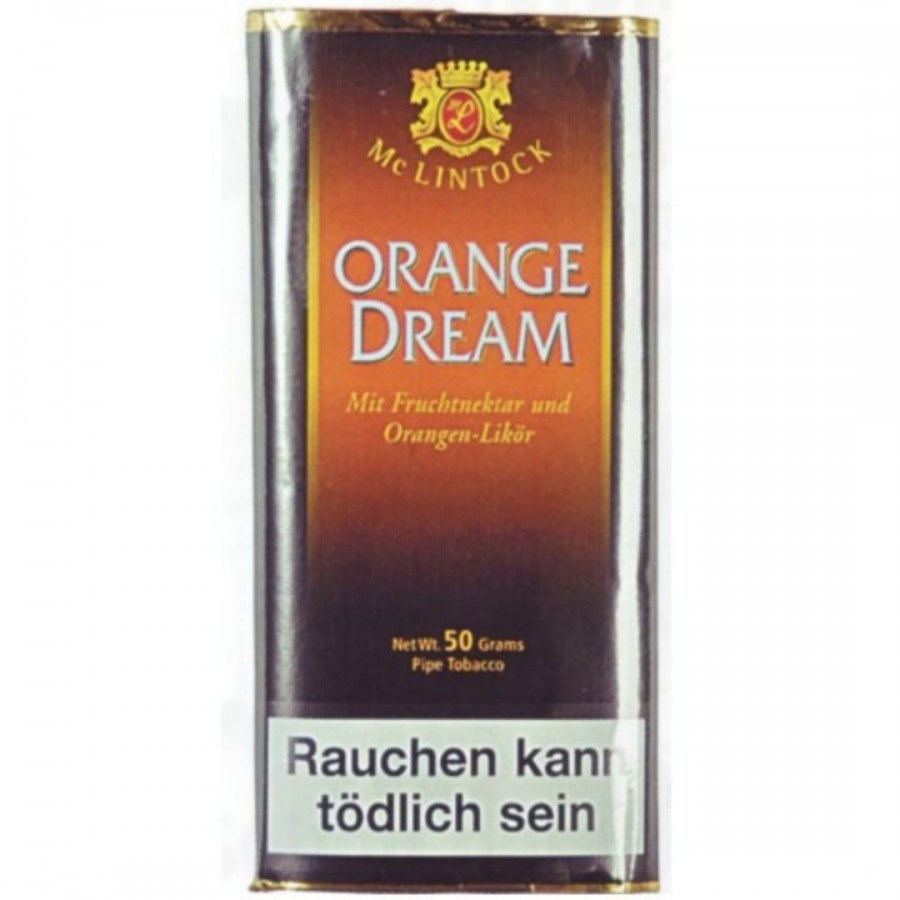 Mc LINTOCK
ORANGE
DREAM
Mit Fruchtnektar und
Orangen-Likör
Net Wt. 50 Grams
Pipe Tobacco
Rauchen kann
tödlich sein